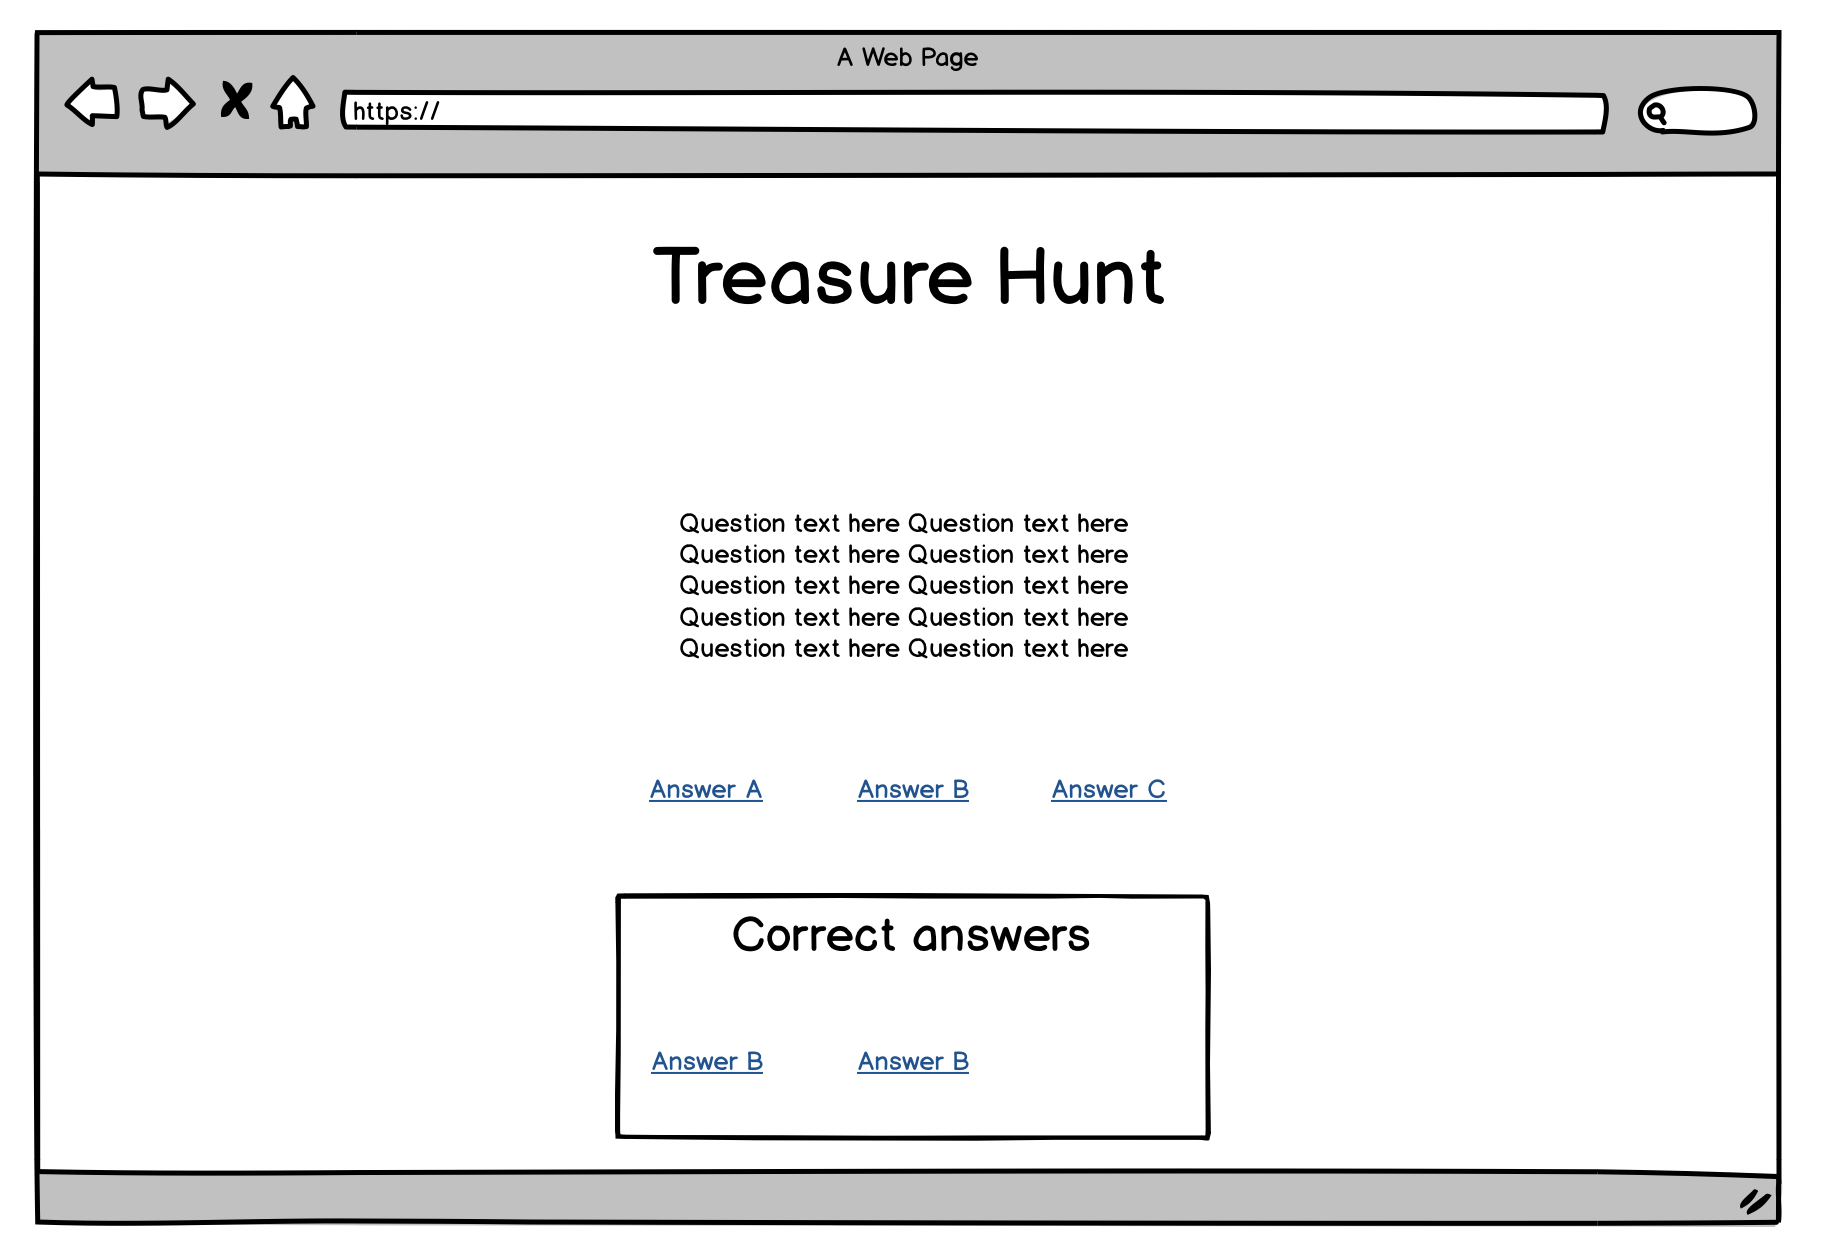 A Web Page
https://
Treasure Hunt
Question text here Question text here
Question text here Question text here
Question text here Question text here
Question text here Question text here
Question text here Question text here
Answer A Answer B Answer C
Correct answers
Answer B Answer B